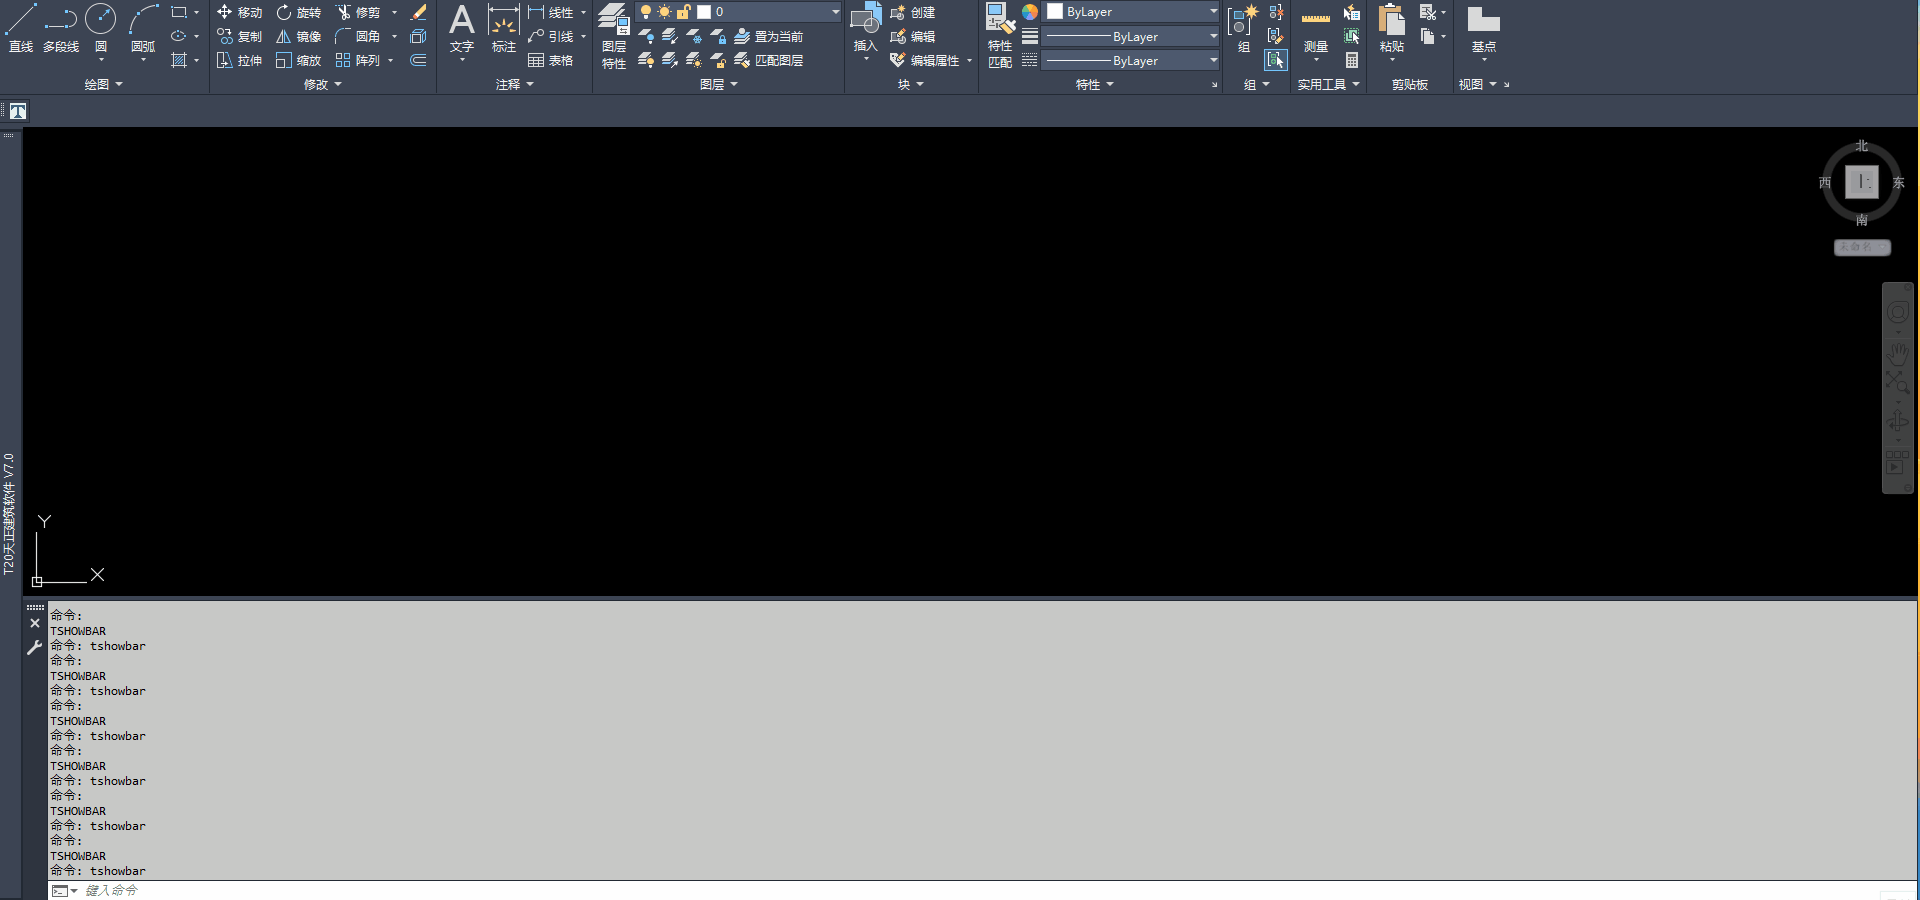 移动 旋转 修剪 0 创建 ByLayer
直线 多段线 圆 圆弧 复制 镜像 圆角 文字 标注 线性 引线 图层特性 置为当前 插入 编辑 特性匹配 ByLayer 组 测量 粘贴 基点
拉伸 缩放 阵列 表格 匹配图层 编辑属性 ByLayer
绘图 修改 注释 图层 块 特性 组 实用工具 剪贴板 视图
北
西 上 东
南
未命名
T20天正建筑软件 V7.0
Y
X
命令:
TSHOWBAR
命令: tshowbar
命令:
TSHOWBAR
命令: tshowbar
命令:
TSHOWBAR
命令: tshowbar
命令:
TSHOWBAR
命令: tshowbar
命令:
TSHOWBAR
命令: tshowbar
命令:
TSHOWBAR
命令: tshowbar
键入命令